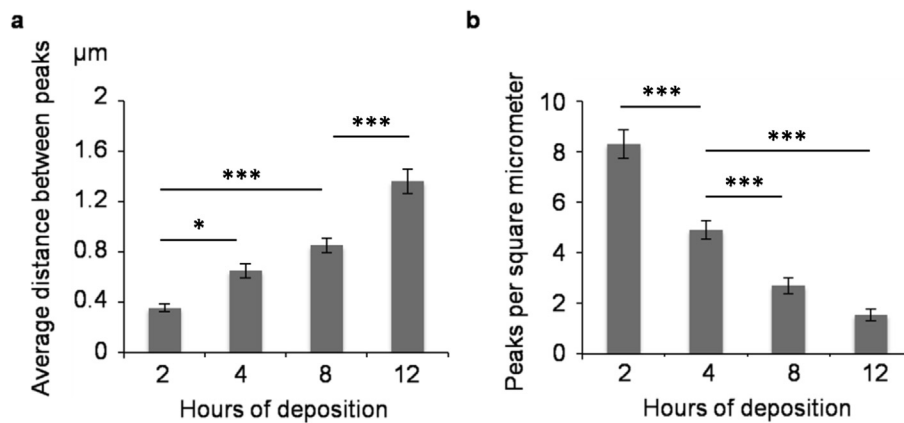 a
µm
Average distance between peaks
2
1.6
1.2
0.8
0.4
0
***
***
*
2 4 8 12
Hours of deposition
b
Peaks per square micrometer
10
8
6
4
2
0
***
***
***
2 4 8 12
Hours of deposition